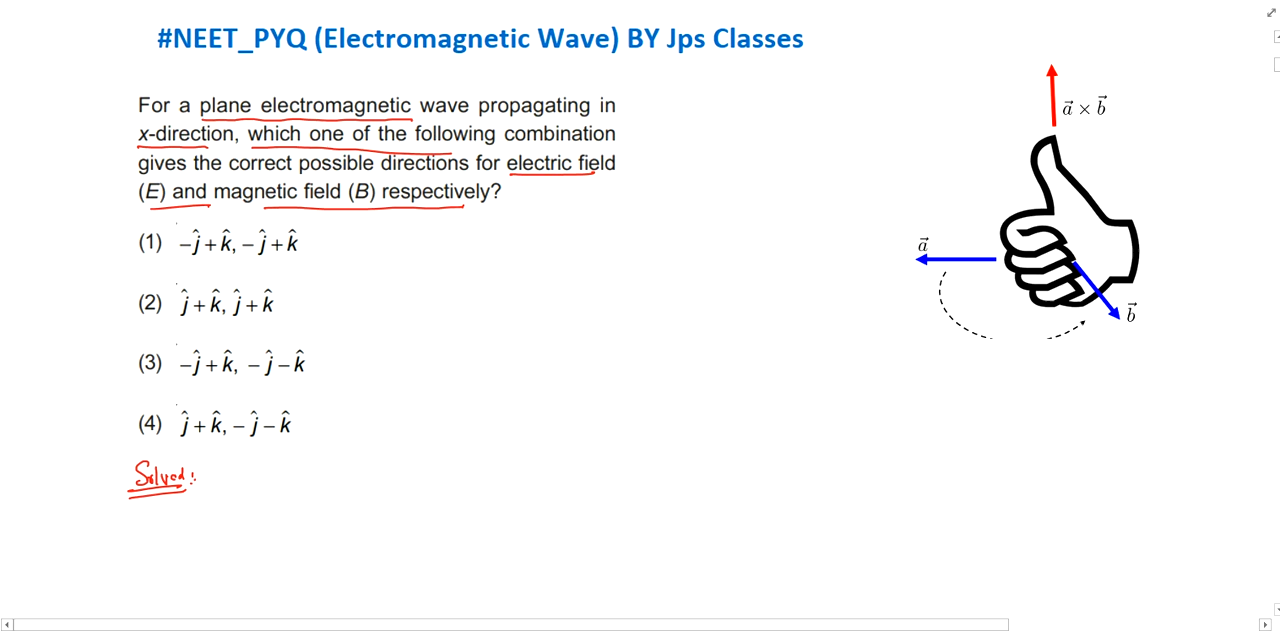 #NEET_PYQ (Electromagnetic Wave) BY Jps Classes
For a plane electromagnetic wave propagating in
x-direction, which one of the following combination
gives the correct possible directions for electric field
(E) and magnetic field (B) respectively?
(1) −ĵ + k̂, −ĵ + k̂
(2) ĵ + k̂, ĵ + k̂
(3) −ĵ + k̂, −ĵ − k̂
(4) ĵ + k̂, −ĵ − k̂
Solved:
a⃗ × b⃗
a⃗
b⃗